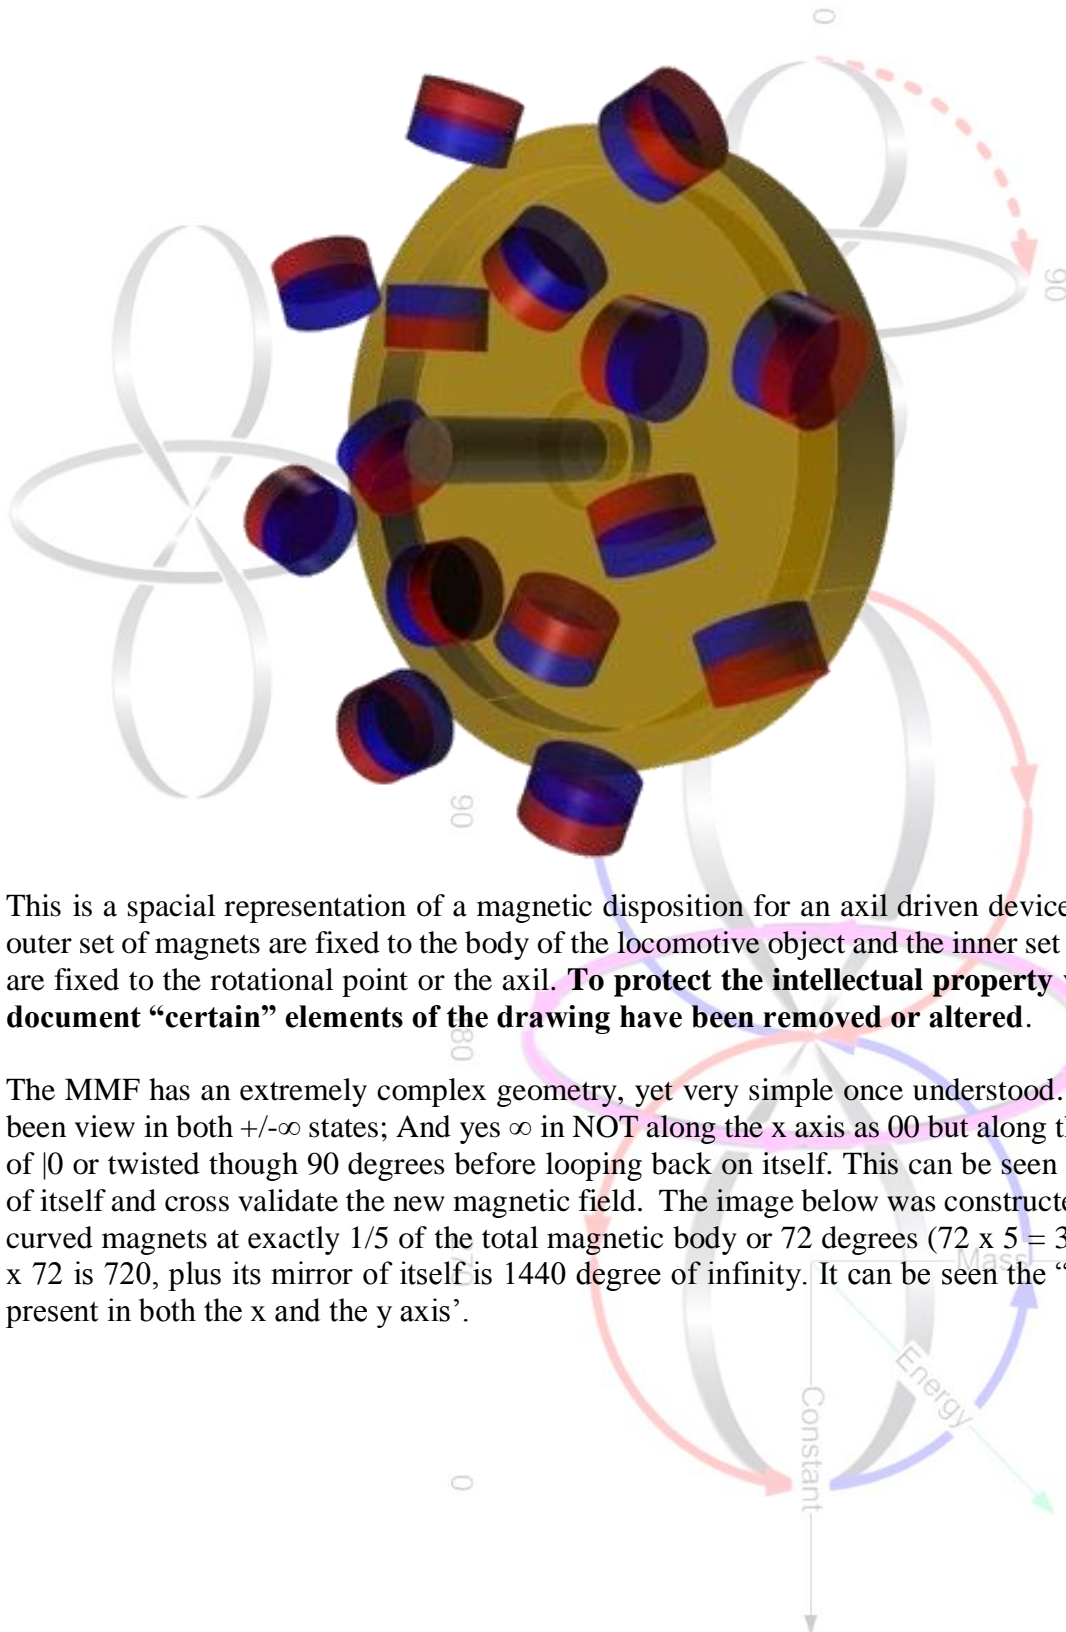 0
90
90
This is a spacial representation of a magnetic disposition for an axil driven device
outer set of magnets are fixed to the body of the locomotive object and the inner set
are fixed to the rotational point or the axil. To protect the intellectual property
document “certain” elements of the drawing have been removed or altered.
The MMF has an extremely complex geometry, yet very simple once understood.
been view in both +/-∞ states; And yes ∞ in NOT along the x axis as 00 but along
of |0 or twisted though 90 degrees before looping back on itself. This can be seen
of itself and cross validate the new magnetic field. The image below was
curved magnets at exactly 1/5 of the total magnetic body or 72 degrees (72 x 5 = 3
x 72 is 720, plus its mirror of itself is 1440 degree of infinity. It can be seen the “
present in both the x and the y axis’.
Mass
Energy
Constant
0